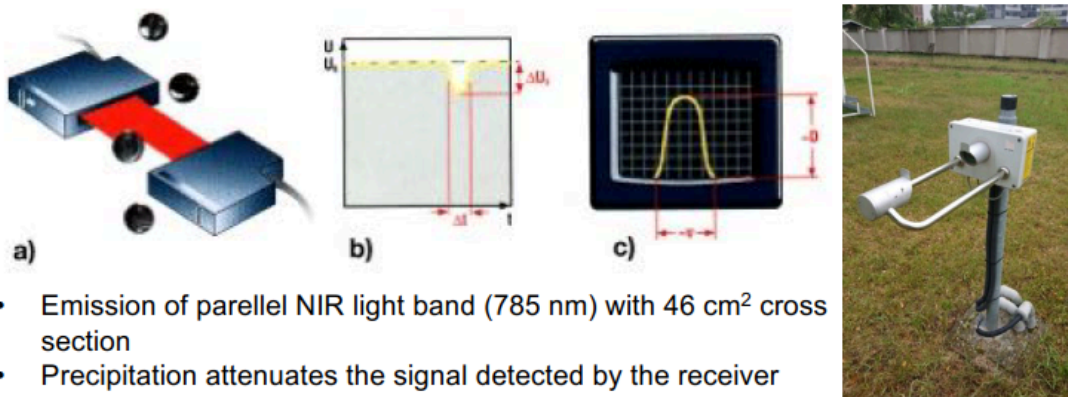 U
U₀
ΔU₀
Δt
t
~D
~v
a)
b)
c)
• Emission of parellel NIR light band (785 nm) with 46 cm² cross
section
• Precipitation attenuates the signal detected by the receiver